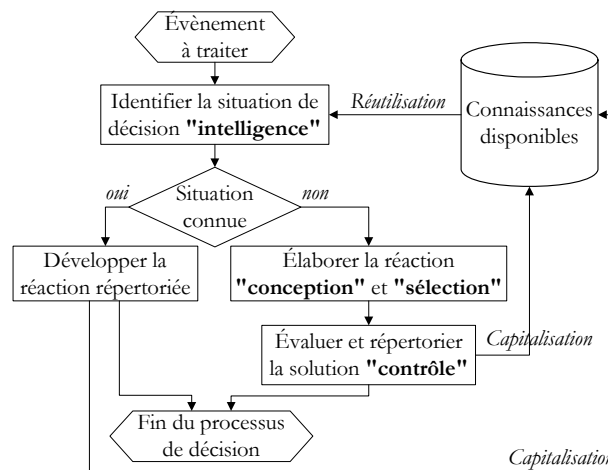 Évènement
à traiter
Identifier la situation de
décision "intelligence"
Réutilisation
Connaissances
disponibles
oui
Situation
connue
non
Développer la
réaction répertoriée
Élaborer la réaction
"conception" et "sélection"
Évaluer et répertorier
la solution "contrôle"
Capitalisation
Fin du processus
de décision
Capitalisation